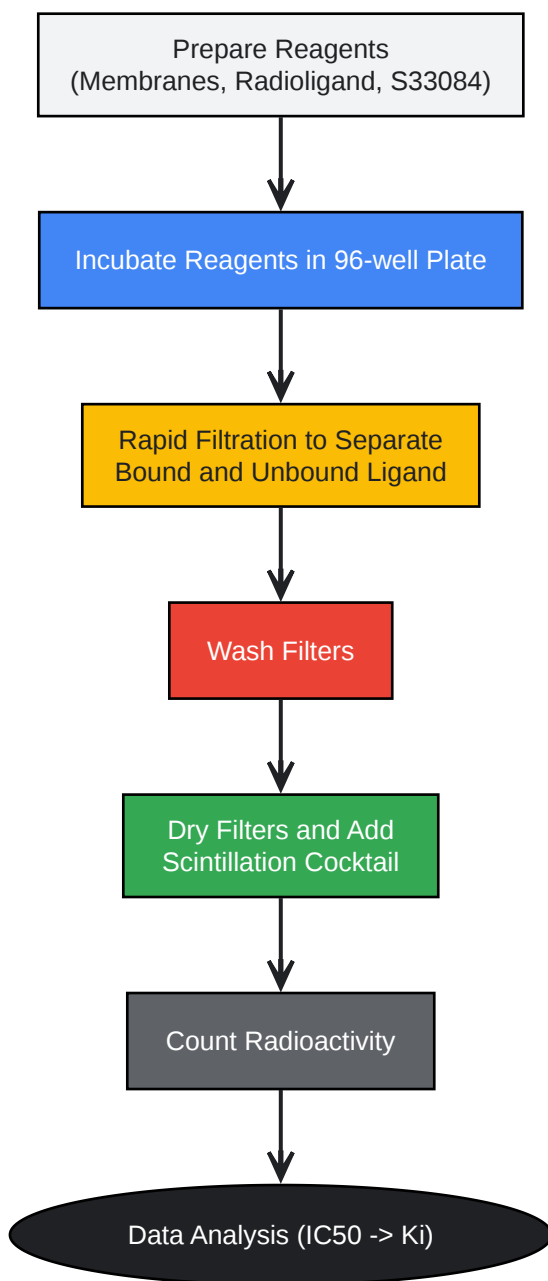 Prepare Reagents
(Membranes, Radioligand, S33084)
Incubate Reagents in 96-well Plate
Rapid Filtration to Separate
Bound and Unbound Ligand
Wash Filters
Dry Filters and Add
Scintillation Cocktail
Count Radioactivity
Data Analysis (IC50 -> Ki)